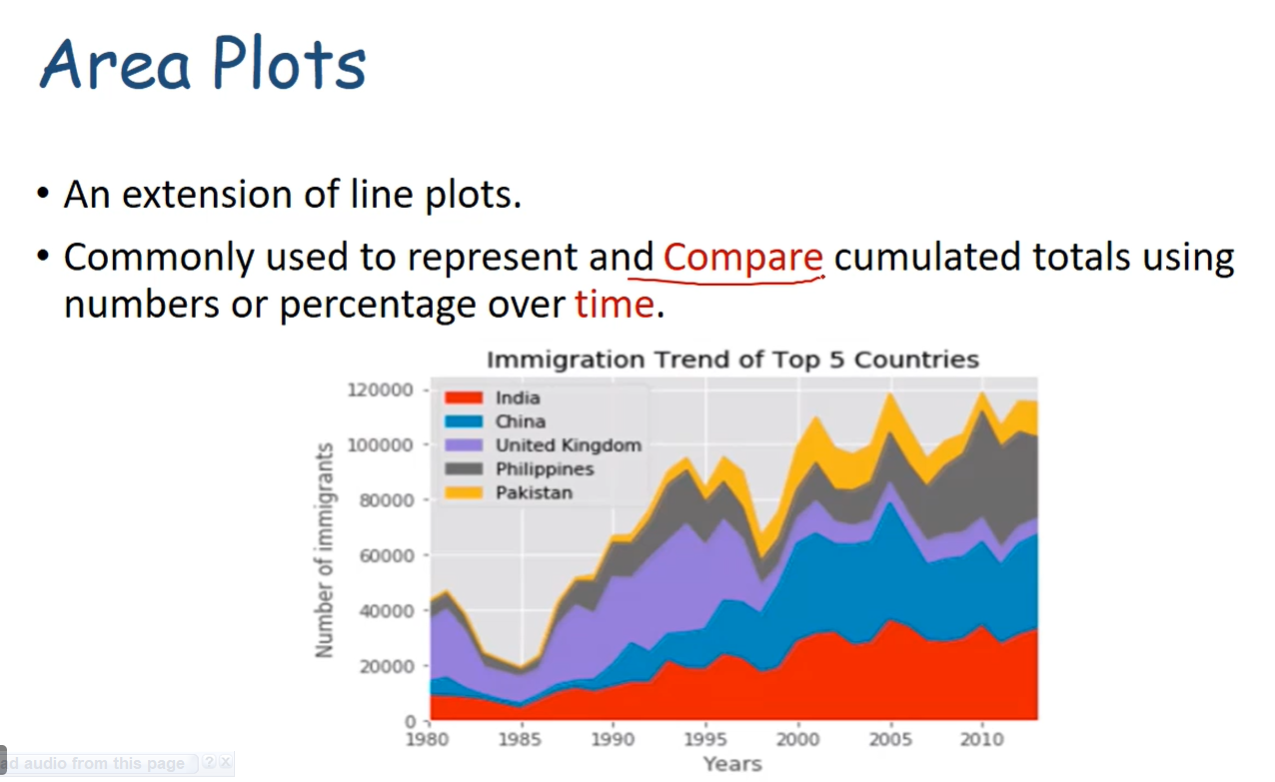 Area Plots
• An extension of line plots.
• Commonly used to represent and Compare cumulated totals using
numbers or percentage over time.
Immigration Trend of Top 5 Countries
India
China
United Kingdom
Philippines
Pakistan
Number of immigrants
120000
100000
80000
60000
40000
20000
0
1980 1985 1990 1995 2000 2005 2010
Years
ad audio from this page ? X